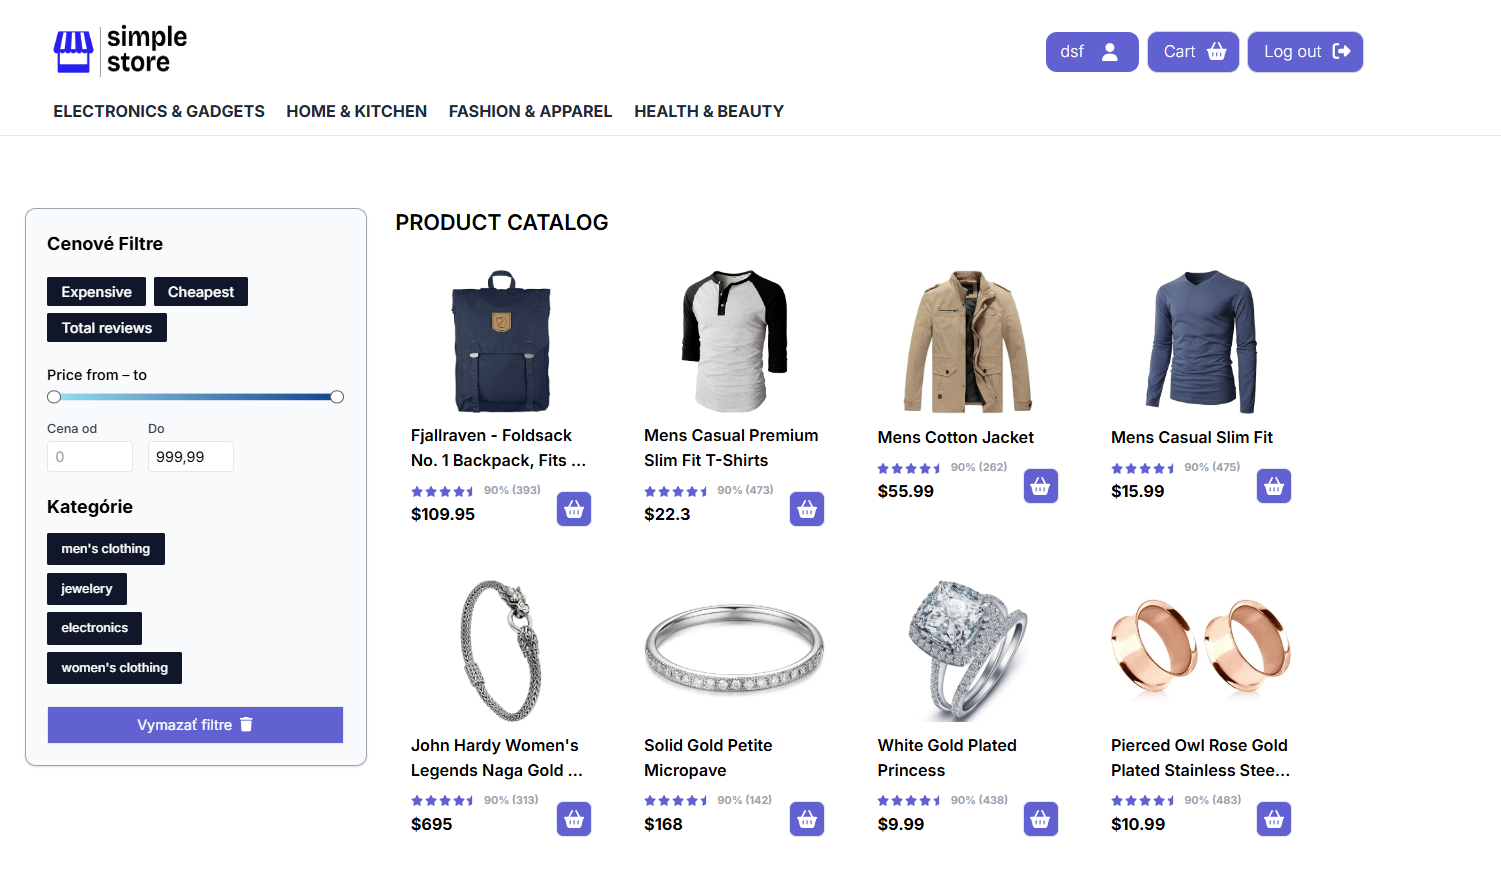 simple
store
dsf
Cart
Log out
ELECTRONICS & GADGETS
HOME & KITCHEN
FASHION & APPAREL
HEALTH & BEAUTY
Cenové Filtre
Expensive
Cheapest
Total reviews
Price from – to
Cena od
Do
0
999,99
Kategórie
men's clothing
jewelery
electronics
women's clothing
Vymazať filtre
PRODUCT CATALOG
Fjallraven - Foldsack
No. 1 Backpack, Fits ...
90% (393)
$109.95
Mens Casual Premium
Slim Fit T-Shirts
90% (473)
$22.3
Mens Cotton Jacket
90% (262)
$55.99
Mens Casual Slim Fit
90% (475)
$15.99
John Hardy Women's
Legends Naga Gold ...
90% (313)
$695
Solid Gold Petite
Micropave
90% (142)
$168
White Gold Plated
Princess
90% (438)
$9.99
Pierced Owl Rose Gold
Plated Stainless Stee...
90% (483)
$10.99